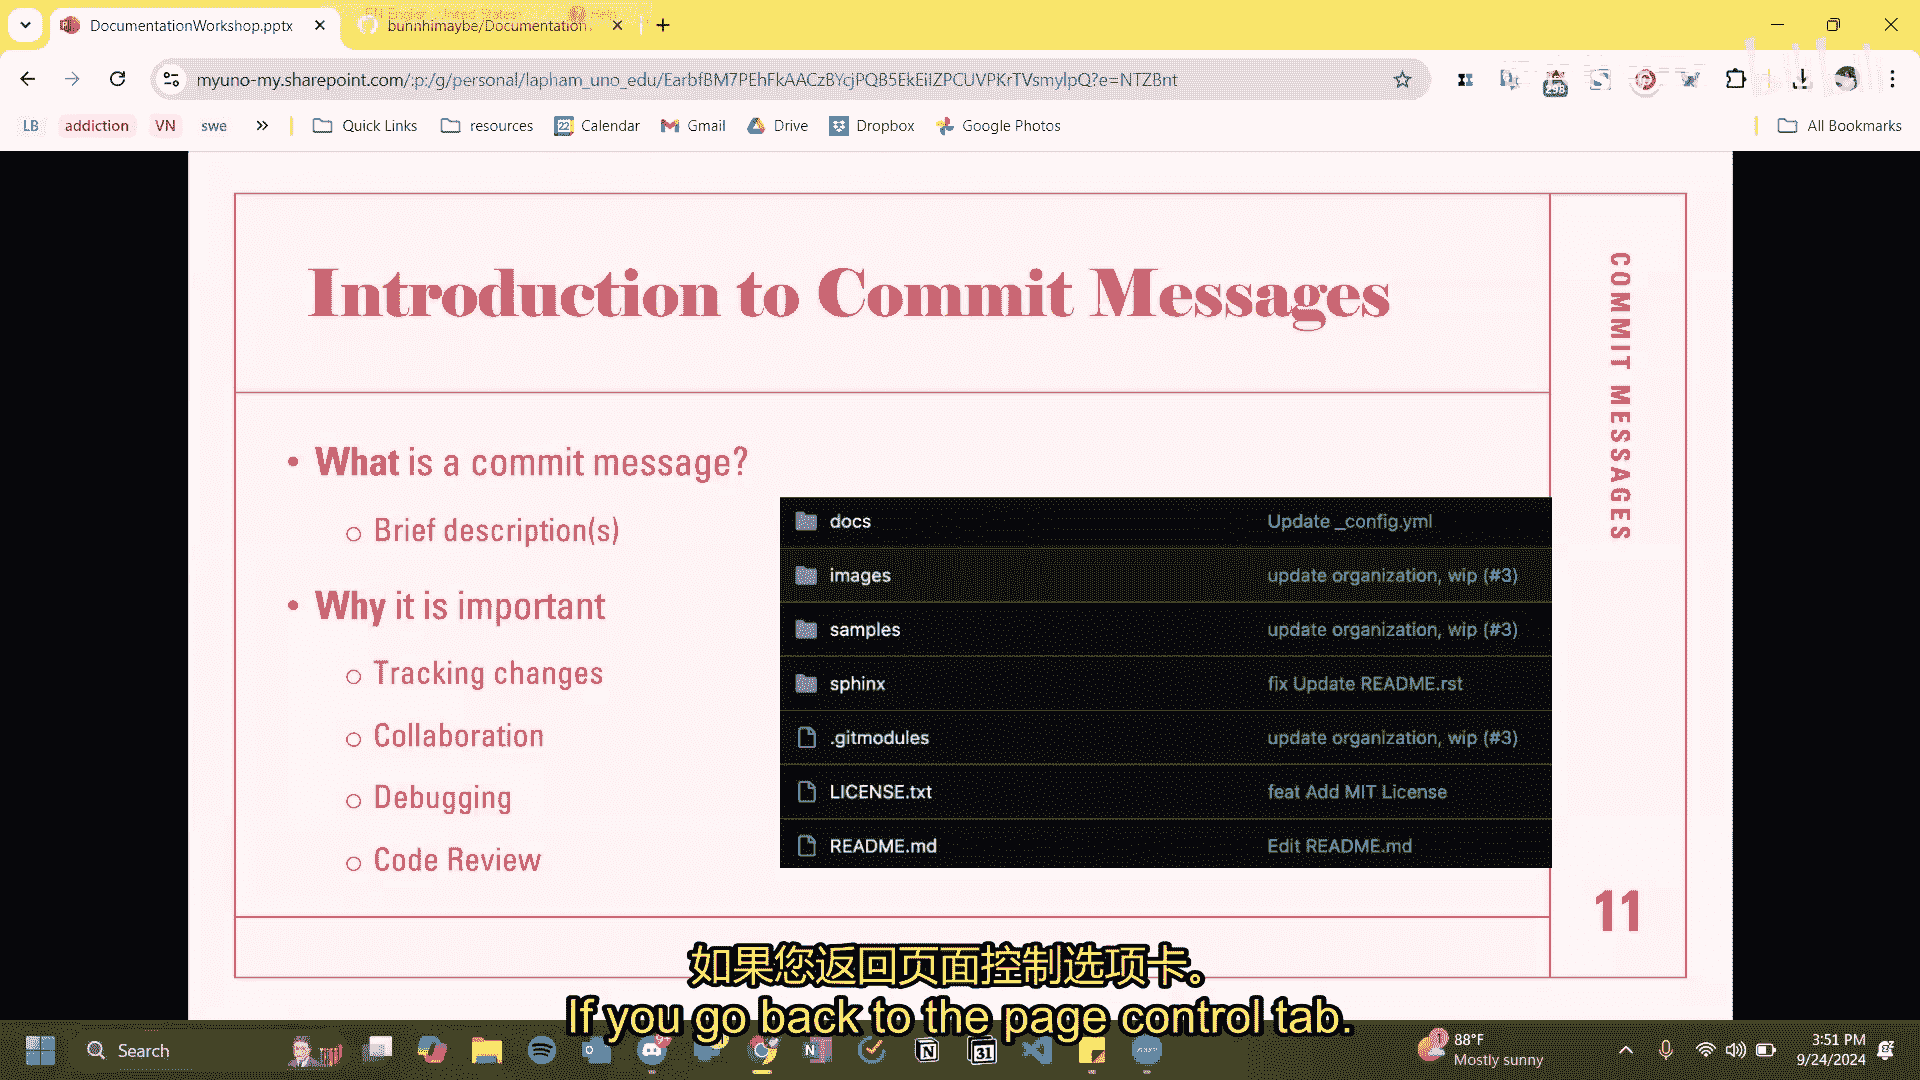 DocumentationWorkshop.pptx
bunnhimaybe/Documentation
myuno-my.sharepoint.com/:p:/g/personal/lapham_uno_edu/EarbfBM7PEhFkAACzBYcjPQB5EkEiIZPCUVPKrTVsmylpQ?e=NTZBnt
298
LB addiction VN swe » Quick Links resources Calendar Gmail Drive Dropbox Google Photos All Bookmarks
Introduction to Commit Messages
COMMIT MESSAGES
• What is a commit message?
○ Brief description(s)
• Why it is important
○ Tracking changes
○ Collaboration
○ Debugging
○ Code Review
docs Update _config.yml
images update organization, wip (#3)
samples update organization, wip (#3)
sphinx fix Update README.rst
.gitmodules update organization, wip (#3)
LICENSE.txt feat Add MIT License
README.md Edit README.md
11
如果您返回页面控制选项卡。
If you go back to the page control tab.
Search
88°F
Mostly sunny
3:51 PM
9/24/2024